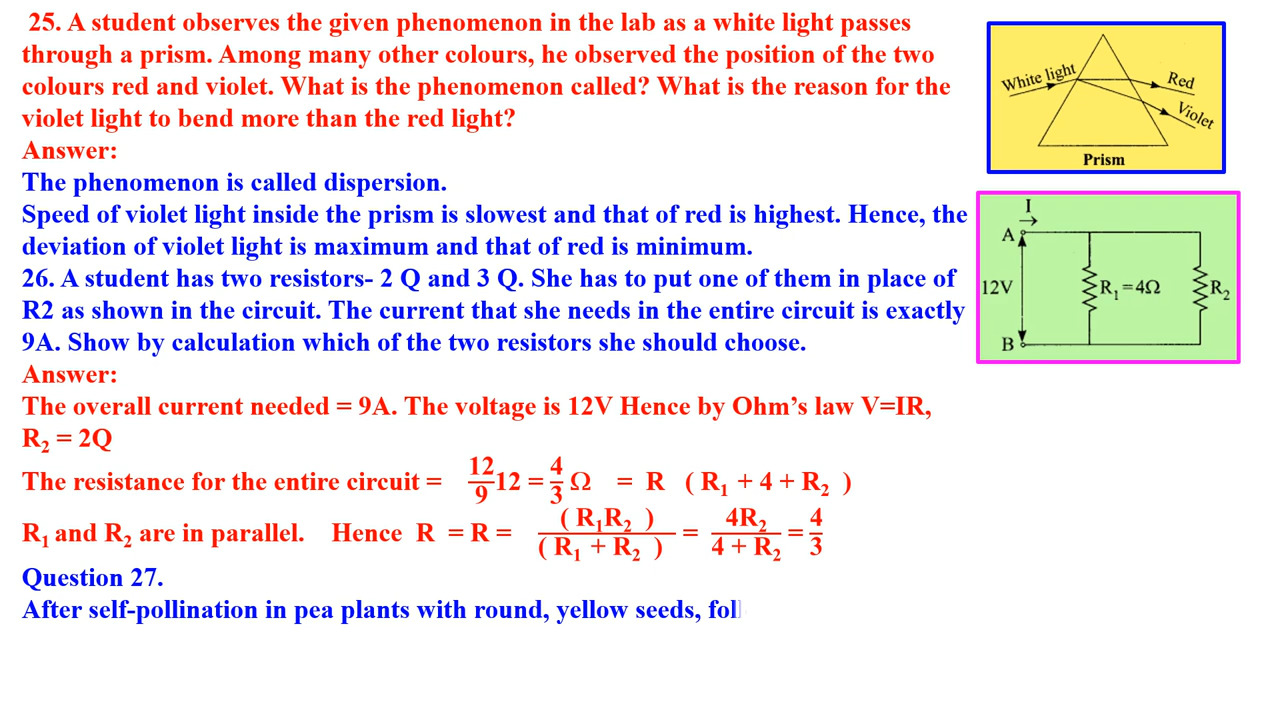 25. A student observes the given phenomenon in the lab as a white light passes
through a prism. Among many other colours, he observed the position of the two
colours red and violet. What is the phenomenon called? What is the reason for the
violet light to bend more than the red light?
Answer:
The phenomenon is called dispersion.
Speed of violet light inside the prism is slowest and that of red is highest. Hence, the
deviation of violet light is maximum and that of red is minimum.
26. A student has two resistors- 2 Q and 3 Q. She has to put one of them in place of
R2 as shown in the circuit. The current that she needs in the entire circuit is exactly
9A. Show by calculation which of the two resistors she should choose.
Answer:
The overall current needed = 9A. The voltage is 12V Hence by Ohm’s law V=IR,
R₂ = 2Q
The resistance for the entire circuit = 12/9 12 = 4/3 Ω = R ( R₁ + 4 + R₂ )
R₁ and R₂ are in parallel. Hence R = R = ( R₁R₂ ) / ( R₁ + R₂ ) = 4R₂ / 4 + R₂ = 4/3
Question 27.
After self-pollination in pea plants with round, yellow seeds, fol
White light
Red
Violet
Prism
I
→
A
12V
R₁ = 4Ω
R₂
B